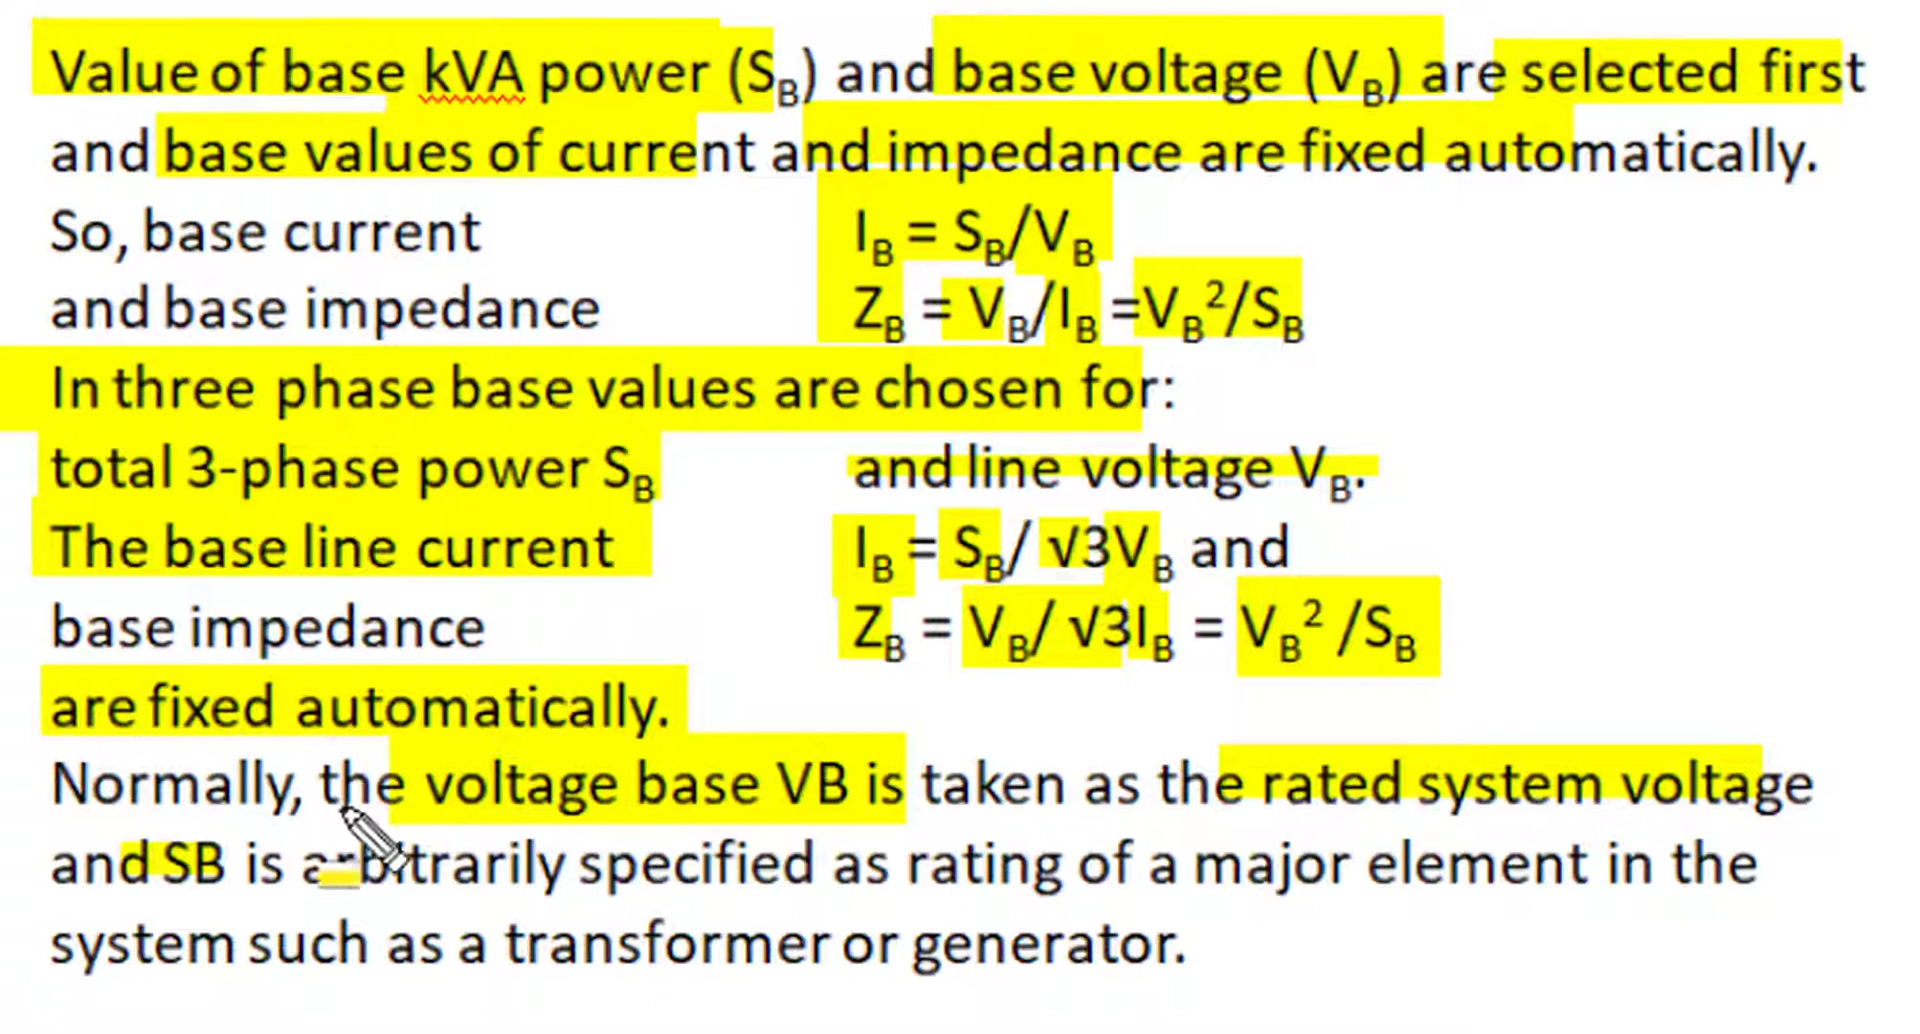 Value of base kVA power (S_B) and base voltage (V_B) are selected first
and base values of current and impedance are fixed automatically.
So, base current I_B = S_B/V_B
and base impedance Z_B = V_B/I_B =V_B²/S_B
In three phase base values are chosen for:
total 3-phase power S_B and line voltage V_B.
The base line current I_B = S_B/ √3V_B and
base impedance Z_B = V_B/ √3I_B = V_B² /S_B
are fixed automatically.
Normally, the voltage base VB is taken as the rated system voltage
and SB is arbitrarily specified as rating of a major element in the
system such as a transformer or generator.